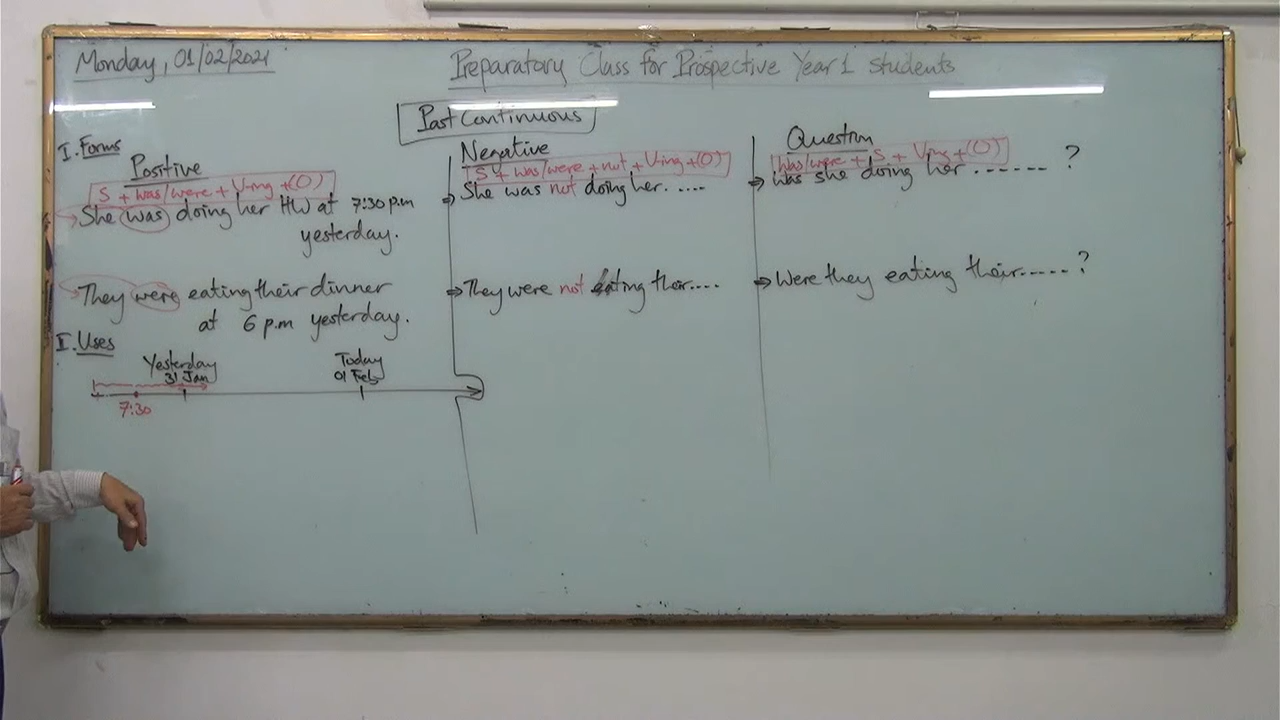 Monday, 01/02/2021
Preparatory Class for Prospective Year 1 Students
Past Continuous
I. Forms
Positive
S + was/were + V-ing + (O)
She was doing her HW at 7:30 p.m
yesterday.
They were eating their dinner
at 6 p.m yesterday.
Negative
S + was/were + not + V-ing + (O)
⇒ She was not doing her.....
⇒ They were not eating their....
Question
Was/were + S + V-ing + (O)
⇒ was she doing her ....... ?
⇒ Were they eating their..... ?
I. Uses
Yesterday
31 Jan
Today
01 Feb
7:30